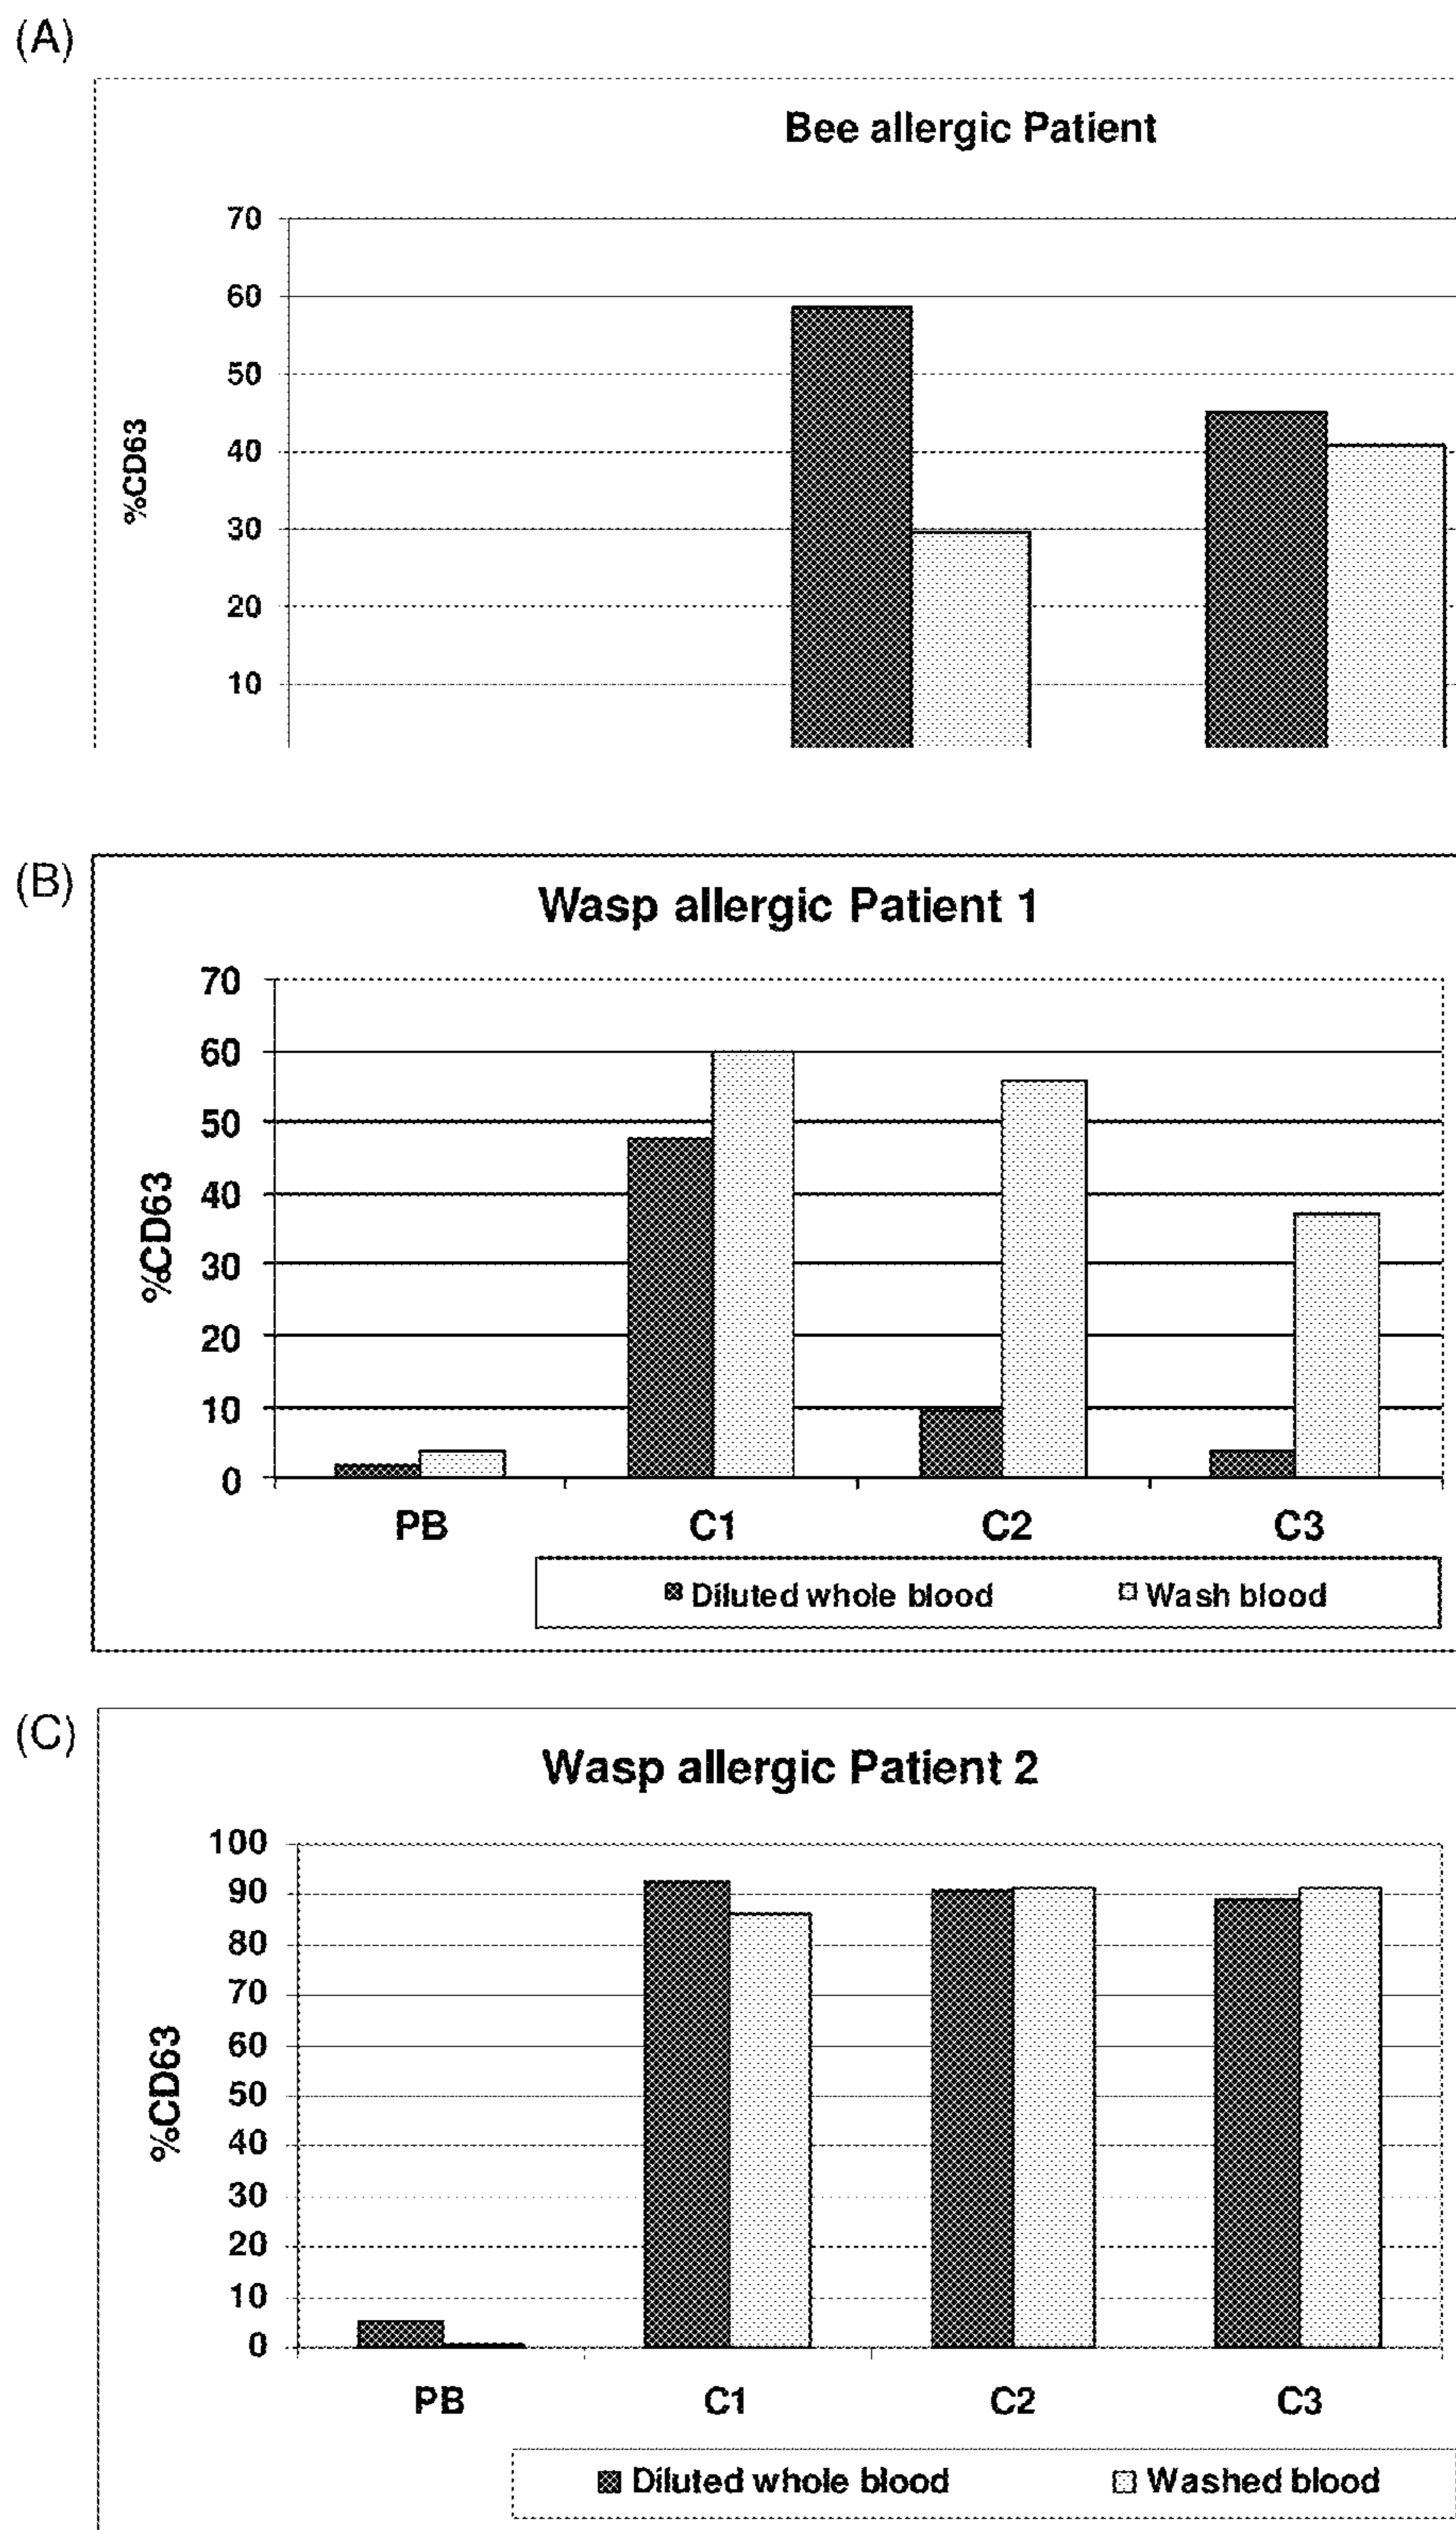 (A)
Bee allergic Patient
70
60
50
40
30
20
10
%CD63
(B)
Wasp allergic Patient 1
70
60
50
40
30
20
10
0
%CD63
PB C1 C2 C3
Diluted whole blood Wash blood
(C)
Wasp allergic Patient 2
100
90
80
70
60
50
40
30
20
10
0
%CD63
PB C1 C2 C3
Diluted whole blood Washed blood